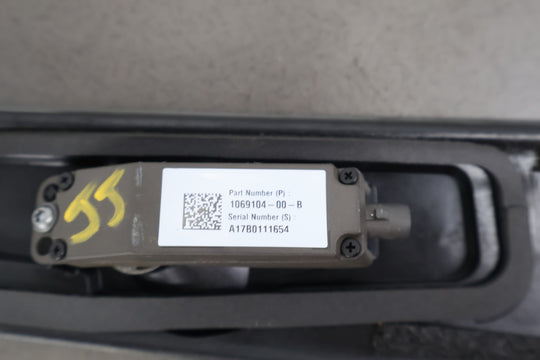 55
Part Number (P) :
1069104-00-B
Serial Number (S) :
A17B0111654